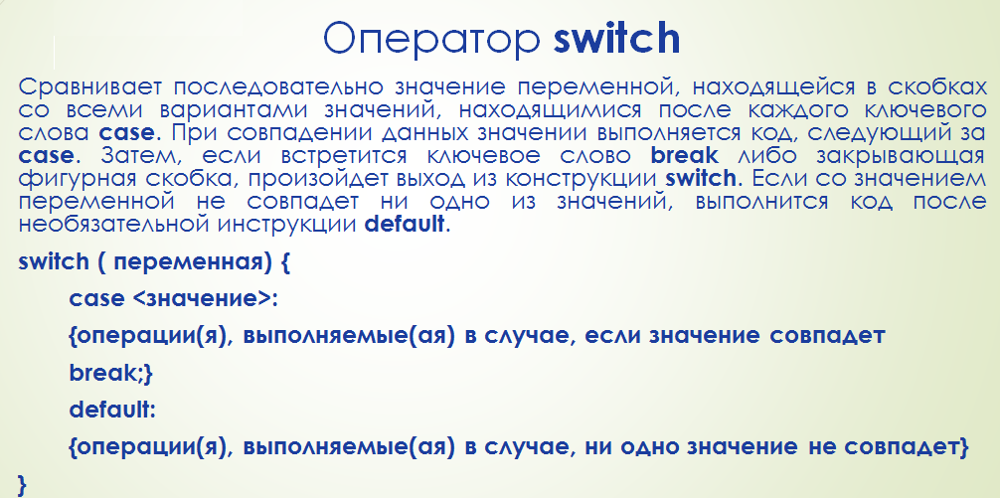 Оператор switch
Сравнивает последовательно значение переменной, находящейся в скобках
со всеми вариантами значений, находящимися после каждого ключевого
слова case. При совпадении данных значении выполняется код, следующий за
case. Затем, если встретится ключевое слово break либо закрывающая
фигурная скобка, произойдет выход из конструкции switch. Если со значением
переменной не совпадет ни одно из значений, выполнится код после
необязательной инструкции default.
switch ( переменная) {
case <значение>:
{операции(я), выполняемые(ая) в случае, если значение совпадет
break;}
default:
{операции(я), выполняемые(ая) в случае, ни одно значение не совпадет}
}